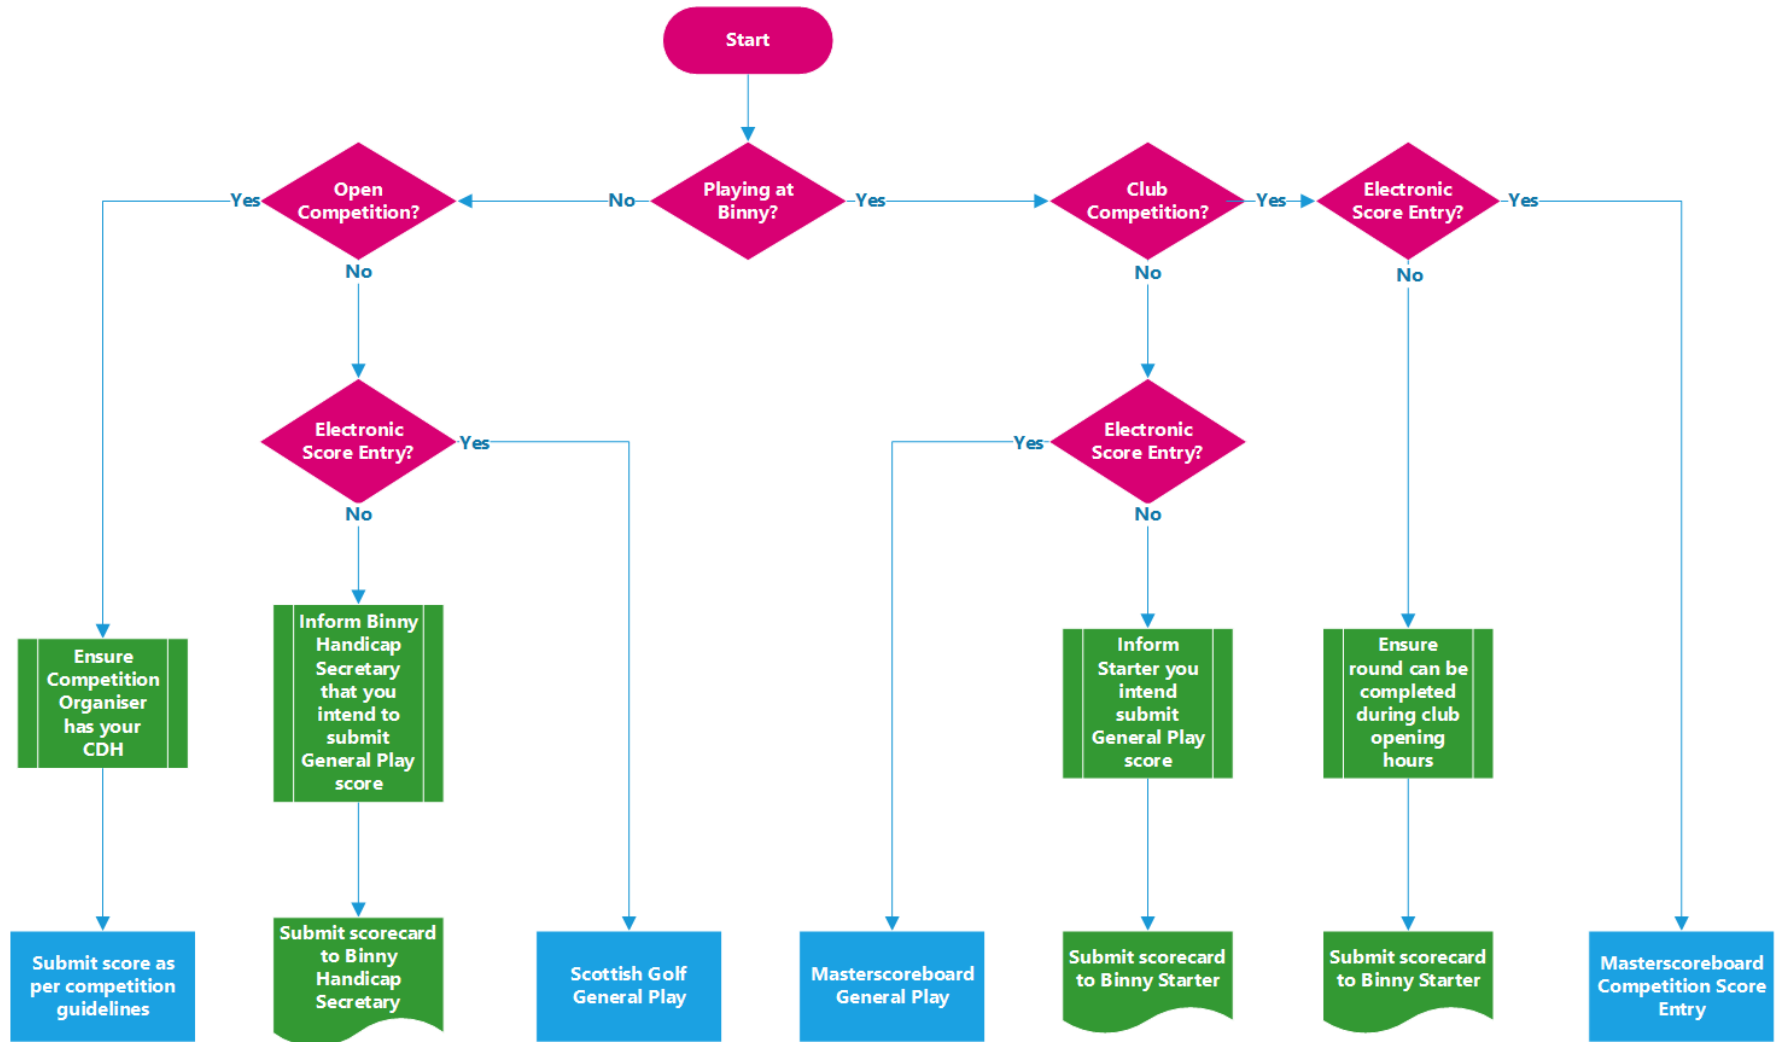 Start
Open
Competition?
Playing at
Binny?
Club
Competition?
Electronic
Score Entry?
Yes
No
Yes
Yes
Yes
No
No
No
Electronic
Score Entry?
Yes
No
Electronic
Score Entry?
Yes
No
Ensure
Competition
Organiser
has your
CDH
Inform Binny
Handicap
Secretary
that you
intend to
submit
General Play
score
Inform
Starter you
intend
submit
General Play
score
Ensure
round can be
completed
during club
opening
hours
Submit score as
per competition
guidelines
Submit scorecard
to Binny
Handicap
Secretary
Scottish Golf
General Play
Masterscoreboard
General Play
Submit scorecard
to Binny Starter
Submit scorecard
to Binny Starter
Masterscoreboard
Competition Score
Entry